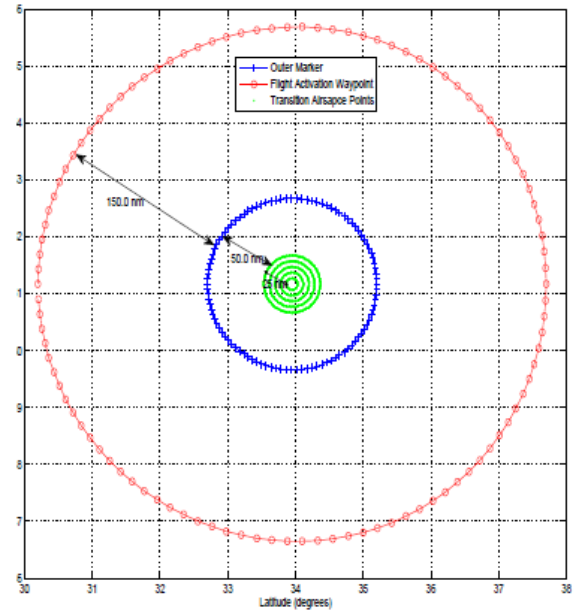 6
Outer Marker
Flight Activation Waypoint
Transition Airsapce Points
5
4
3
150.0 nm
2
50.0 nm
nm
1
0
9
8
7
6
30 31 32 33 34 35 36 37 38
Latitude (degrees)